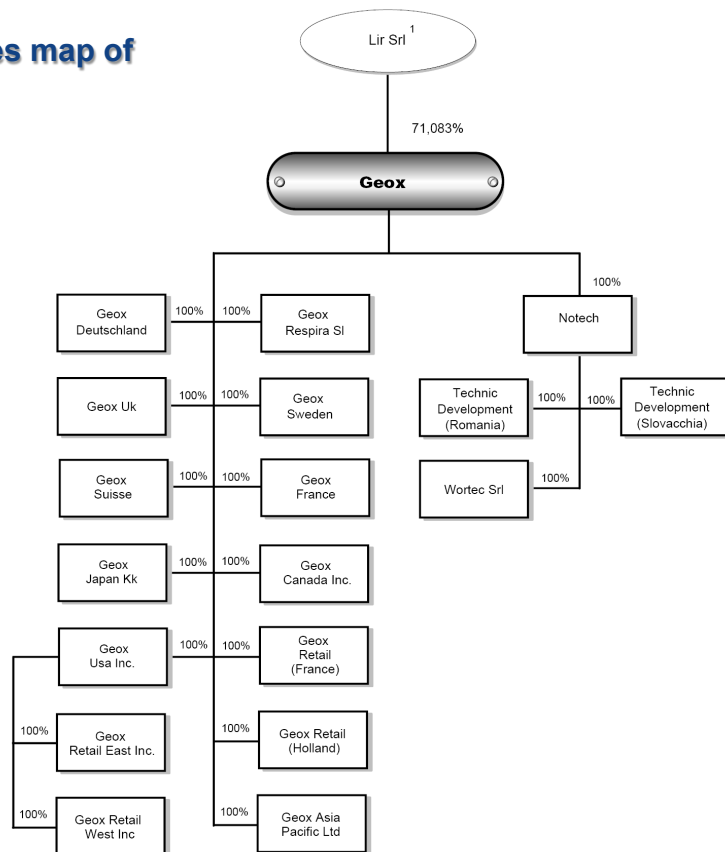 es map of
Lir Srl 1
71,083%
Geox
100%
Notech
Geox
Deutschland
100%
100%
Geox
Respira Sl
Technic
Development
(Romania)
100%
100%
Technic
Development
(Slovacchia)
Geox Uk
100%
100%
Geox
Sweden
Geox
Suisse
100%
100%
Geox
France
Wortec Srl
100%
Geox
Japan Kk
100%
100%
Geox
Canada Inc.
Geox
Usa Inc.
100%
100%
Geox
Retail
(France)
100%
Geox
Retail East Inc.
100%
Geox Retail
(Holland)
100%
Geox Retail
West Inc
100%
Geox Asia
Pacific Ltd